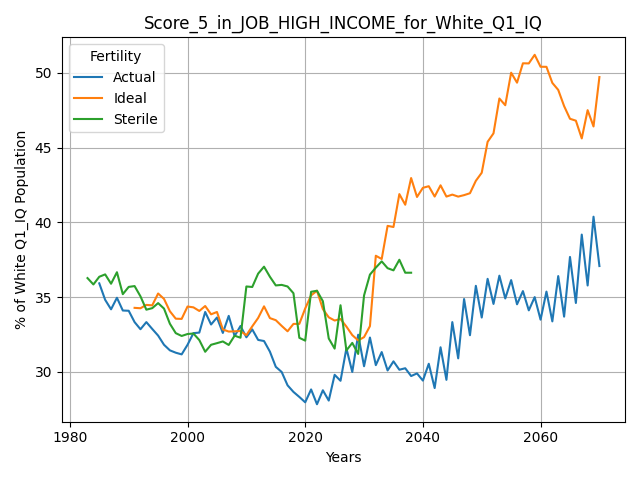 Score_5_in_JOB_HIGH_INCOME_for_White_Q1_IQ
Fertility
Actual
Ideal
Sterile
% of White Q1_IQ Population
50
45
40
35
30
1980
2000
2020
2040
2060
Years